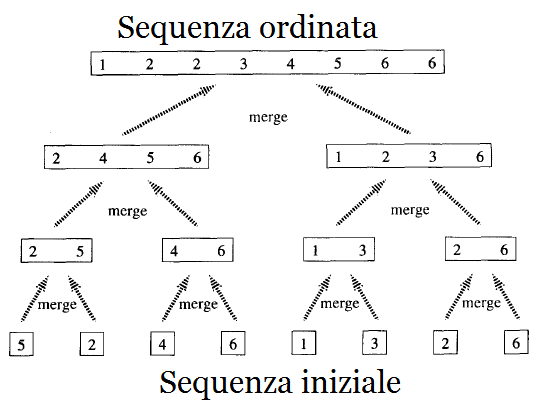 Sequenza ordinata
1 2 2 3 4 5 6 6
merge
2 4 5 6
1 2 3 6
merge
merge
2 5
4 6
1 3
2 6
merge
merge
merge
merge
5
2
4
6
1
3
2
6
Sequenza iniziale